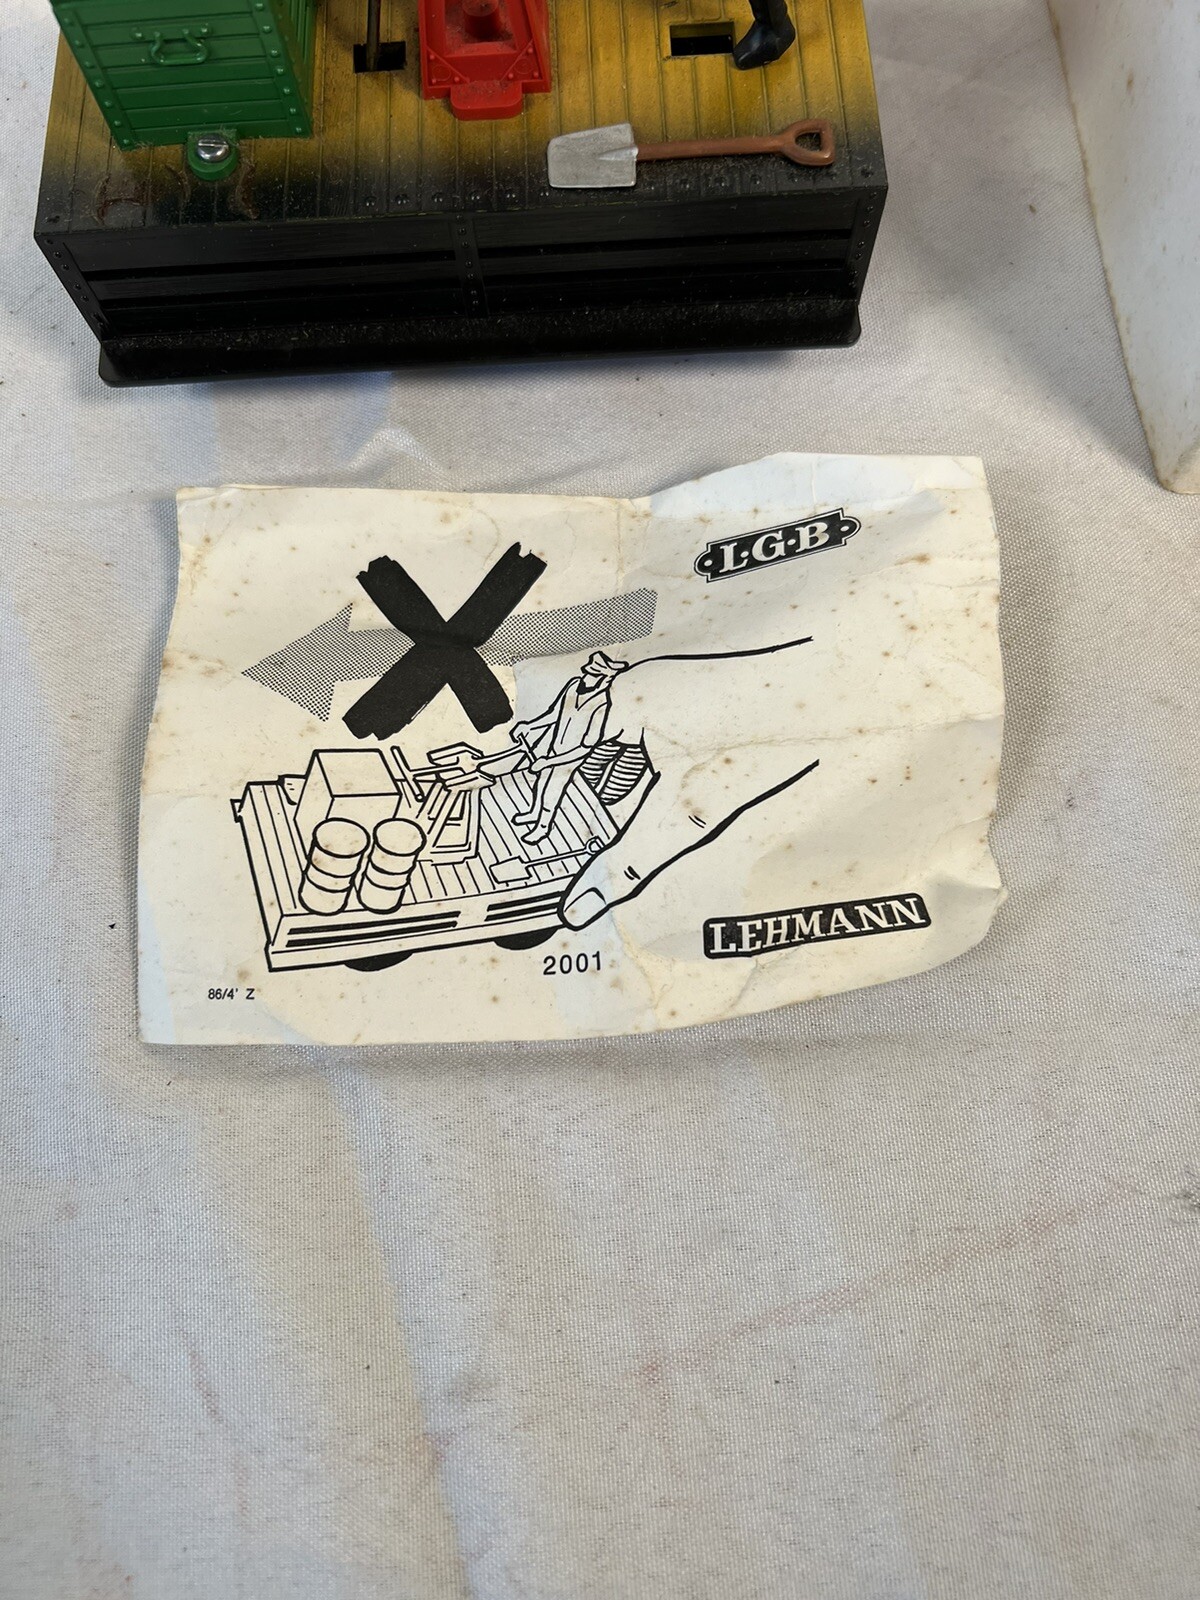 L·G·B
LEHMANN
2001
86/4' Z